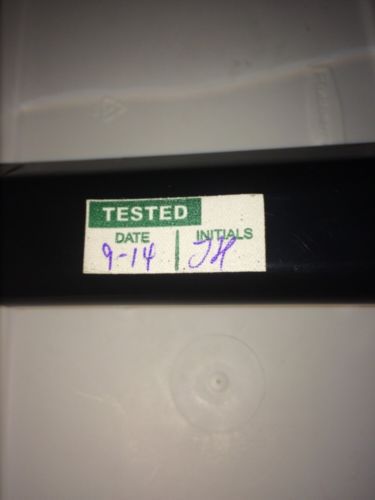 TESTED
DATE
INITIALS
9-14
JH